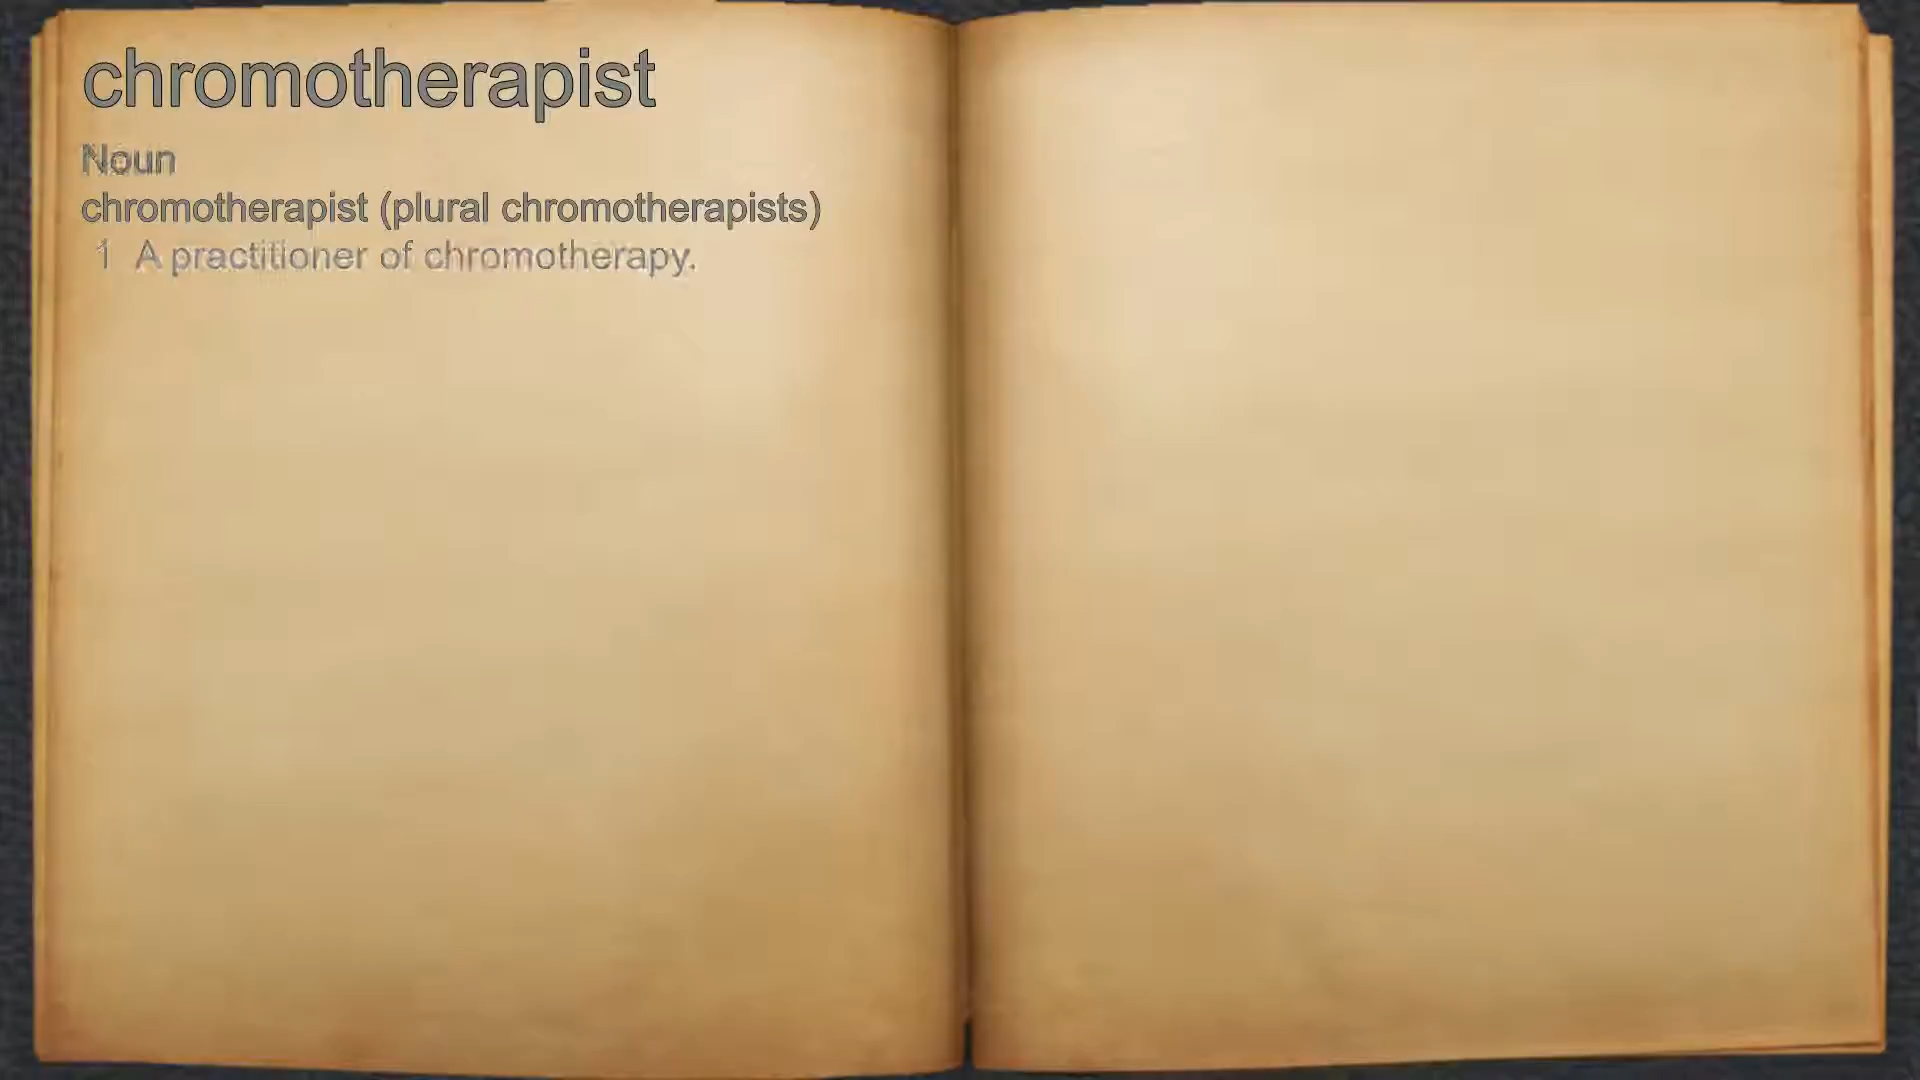 chromotherapist
Noun
chromotherapist (plural chromotherapists)
1 A practitioner of chromotherapy.